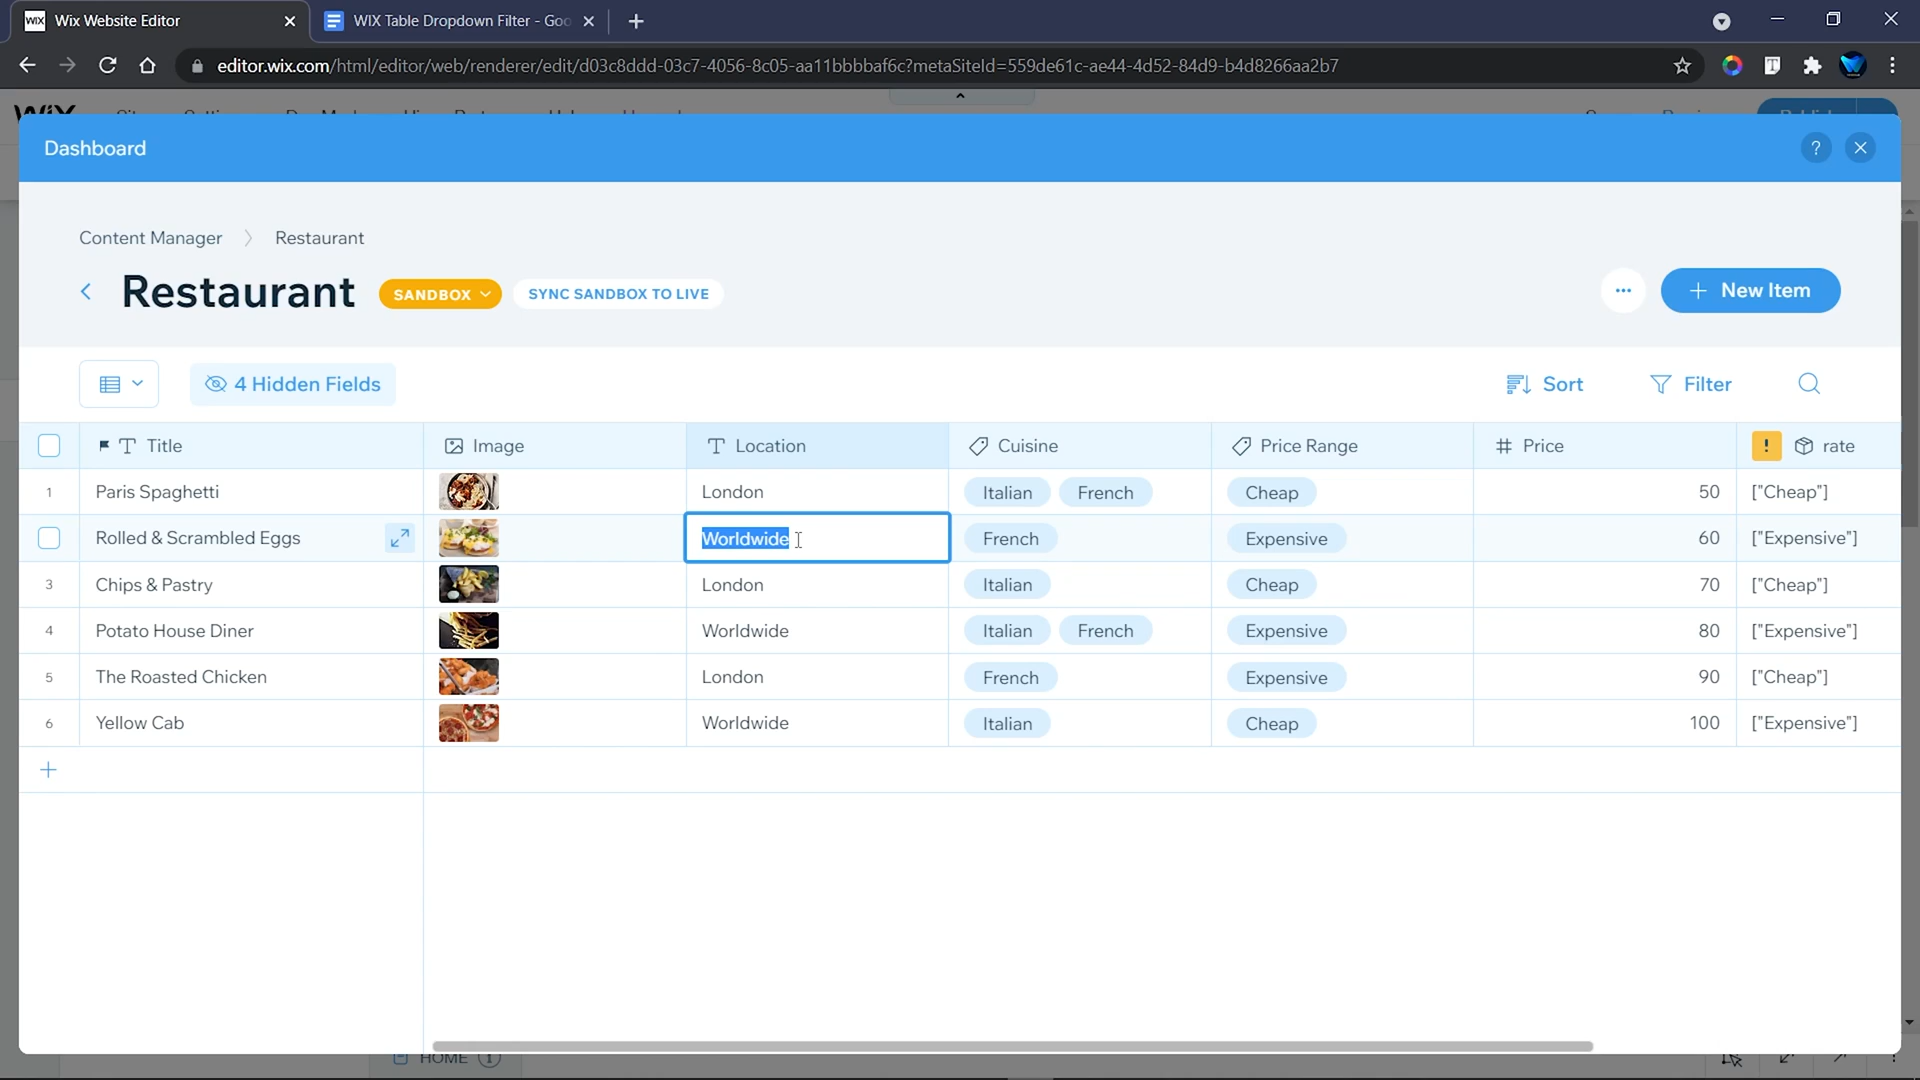 WIX Wix Website Editor
WIX Table Dropdown Filter - Goo
editor.wix.com/html/editor/web/renderer/edit/d03c8ddd-03c7-4056-8c05-aa11bbbbaf6c?metaSiteId=559de61c-ae44-4d52-84d9-b4d8266aa2b7
Dashboard
?
Content Manager > Restaurant
Restaurant SANDBOX SYNC SANDBOX TO LIVE
... + New Item
4 Hidden Fields Sort Filter
Title Image Location Cuisine Price Range # Price ! rate
1 Paris Spaghetti London Italian French Cheap 50 ["Cheap"]
Rolled & Scrambled Eggs Worldwide French Expensive 60 ["Expensive"]
3 Chips & Pastry London Italian Cheap 70 ["Cheap"]
4 Potato House Diner Worldwide Italian French Expensive 80 ["Expensive"]
5 The Roasted Chicken London French Expensive 90 ["Cheap"]
6 Yellow Cab Worldwide Italian Cheap 100 ["Expensive"]
+
HOME